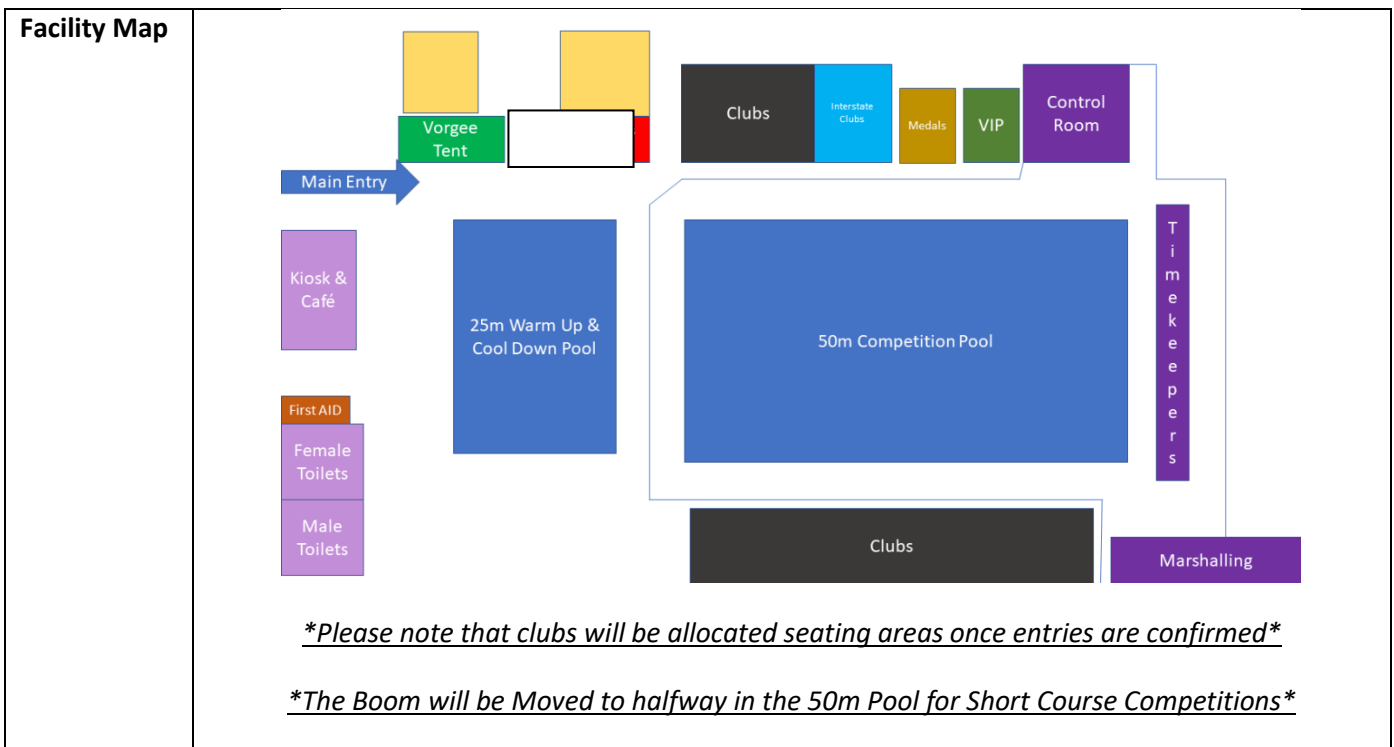 Facility Map
Clubs
Interstate
Clubs
Medals
VIP
Control
Room
Vorgee
Tent
Main Entry
Kiosk &
Café
25m Warm Up &
Cool Down Pool
50m Competition Pool
Timekeepers
First AID
Female
Toilets
Male
Toilets
Clubs
Marshalling
*Please note that clubs will be allocated seating areas once entries are confirmed*
*The Boom will be Moved to halfway in the 50m Pool for Short Course Competitions*